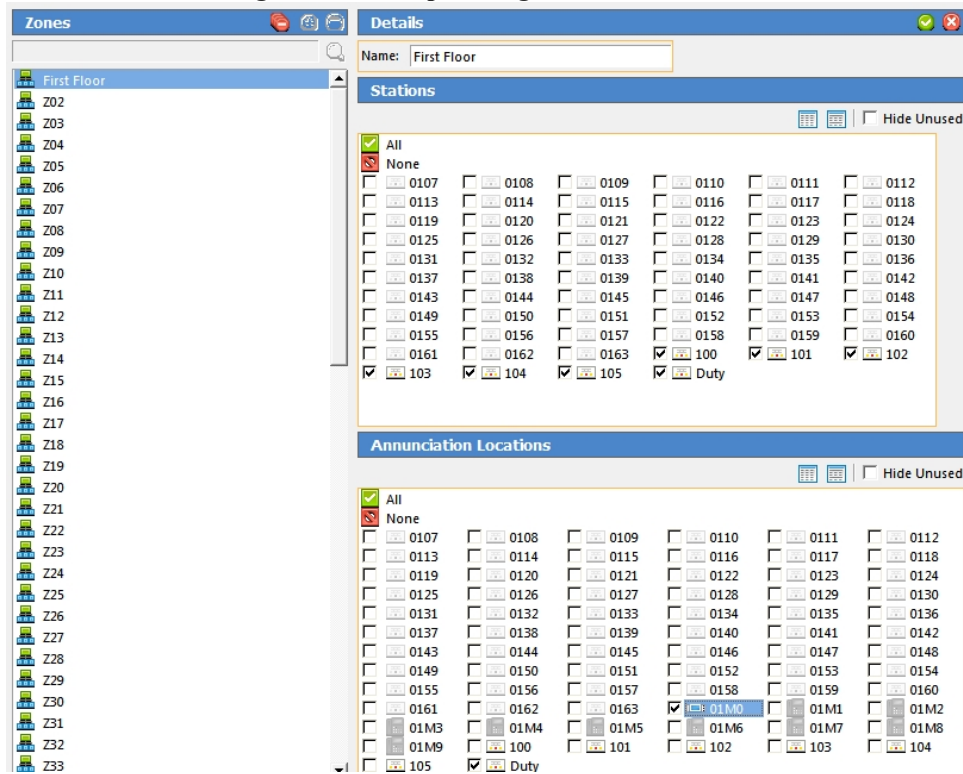 Zones
First Floor
Z02
Z03
Z04
Z05
Z06
Z07
Z08
Z09
Z10
Z11
Z12
Z13
Z14
Z15
Z16
Z17
Z18
Z19
Z20
Z21
Z22
Z23
Z24
Z25
Z26
Z27
Z28
Z29
Z30
Z31
Z32
Z33
Details
Name: First Floor
Stations
Hide Unused
All
None
0107 0108 0109 0110 0111 0112
0113 0114 0115 0116 0117 0118
0119 0120 0121 0122 0123 0124
0125 0126 0127 0128 0129 0130
0131 0132 0133 0134 0135 0136
0137 0138 0139 0140 0141 0142
0143 0144 0145 0146 0147 0148
0149 0150 0151 0152 0153 0154
0155 0156 0157 0158 0159 0160
0161 0162 0163 100 101 102
103 104 105 Duty
Annunciation Locations
Hide Unused
All
None
0107 0108 0109 0110 0111 0112
0113 0114 0115 0116 0117 0118
0119 0120 0121 0122 0123 0124
0125 0126 0127 0128 0129 0130
0131 0132 0133 0134 0135 0136
0137 0138 0139 0140 0141 0142
0143 0144 0145 0146 0147 0148
0149 0150 0151 0152 0153 0154
0155 0156 0157 0158 0159 0160
0161 0162 0163 01M0 01M1 01M2
01M3 01M4 01M5 01M6 01M7 01M8
01M9 100 101 102 103 104
105 Duty